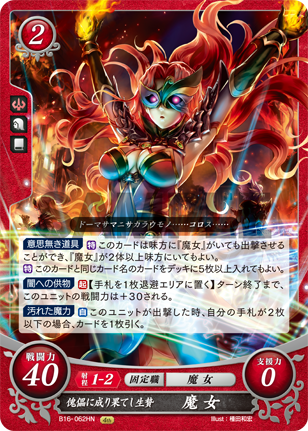 2
ドーマサマニサカラウモノ……コロス……
意思無き道具 特 このカードは味方に『魔女』がいても出撃させる
ことができ、『魔女』が2体以上味方にいてもよい。
特 このカードと同じカード名のカードをデッキに5枚以上入れてもよい。
闇への供物 起【手札を1枚退避エリアに置く】ターン終了まで、
このユニットの戦闘力は+30される。
汚れた魔力 自 このユニットが出撃した時、自分の手札が2枚
以下の場合、カードを1枚引く。
戦闘力
40
射程
1-2
固定職
魔女
支援力
0
傀儡に成り果てし生贄 魔女
B16-062HN
Illust：種田和宏